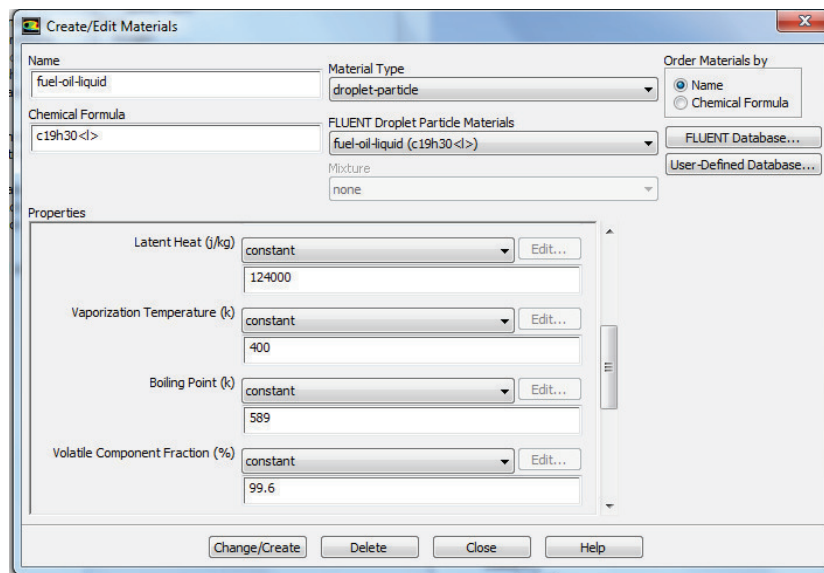 Create/Edit Materials
Name
fuel-oil-liquid
Chemical Formula
c19h30<l>
Material Type
droplet-particle
FLUENT Droplet Particle Materials
fuel-oil-liquid (c19h30<l>)
Mixture
none
Order Materials by
Name
Chemical Formula
FLUENT Database...
User-Defined Database...
Properties
Latent Heat (j/kg)
constant
Edit...
124000
Vaporization Temperature (k)
constant
Edit...
400
Boiling Point (k)
constant
Edit...
589
Volatile Component Fraction (%)
constant
Edit...
99.6
Change/Create
Delete
Close
Help